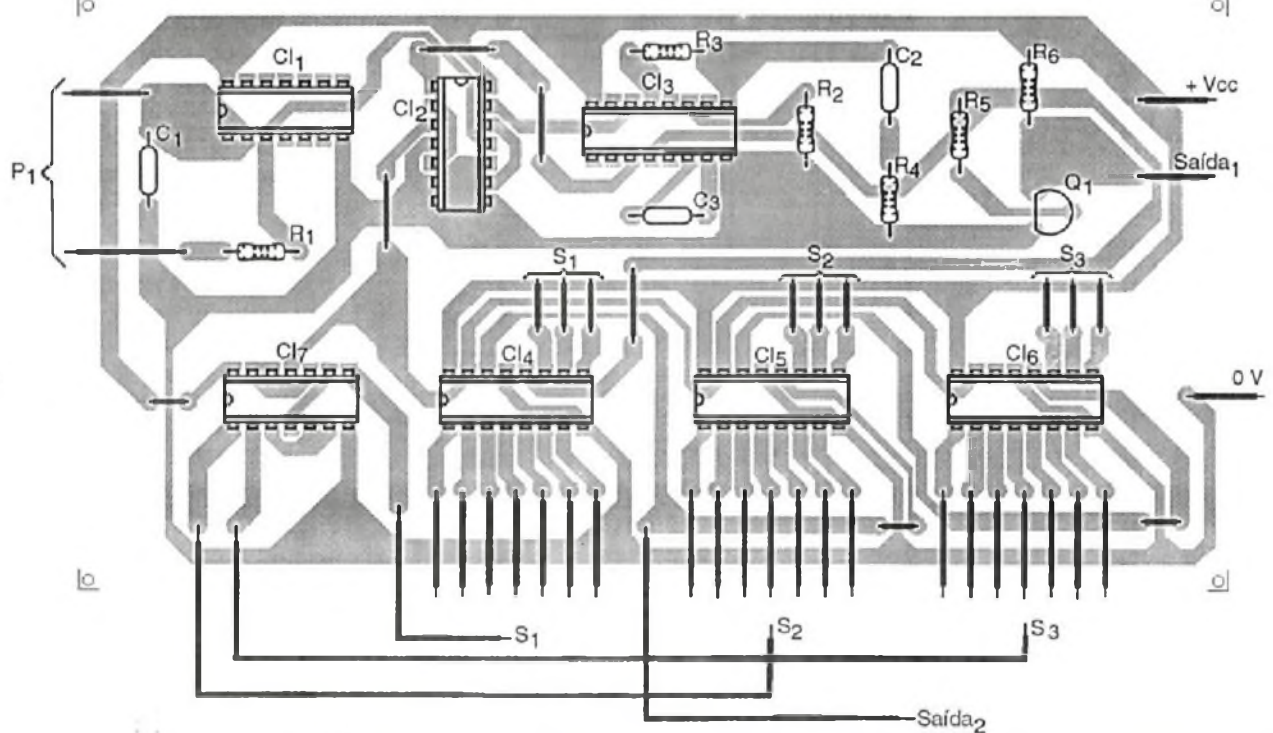 CI1
R3
CI3
C2
R6
+ Vcc
CI2
R2
R5
C1
P1
Saída1
R4
Q1
C3
R1
S1
S2
S3
CI7
CI4
CI5
CI6
0 V
S1
S2
S3
Saída2